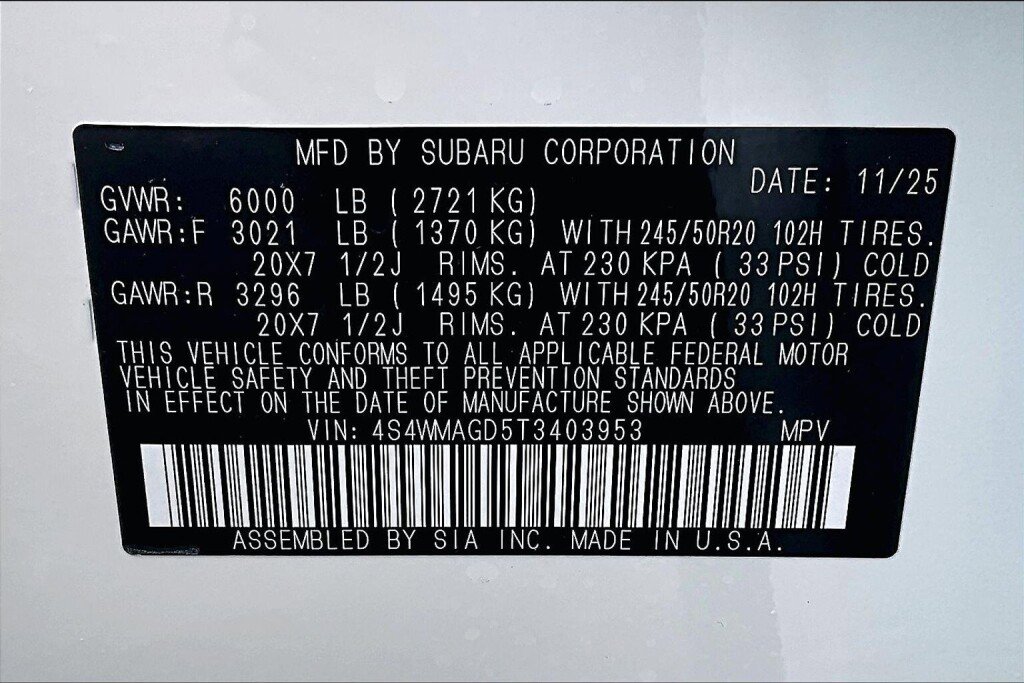 MFD BY SUBARU CORPORATION
DATE: 11/25
GVWR: 6000 LB ( 2721 KG)
GAWR:F 3021 LB ( 1370 KG) WITH 245/50R20 102H TIRES.
20X7 1/2J RIMS. AT 230 KPA ( 33 PSI) COLD
GAWR:R 3296 LB ( 1495 KG) WITH 245/50R20 102H TIRES.
20X7 1/2J RIMS. AT 230 KPA ( 33 PSI) COLD
THIS VEHICLE CONFORMS TO ALL APPLICABLE FEDERAL MOTOR
VEHICLE SAFETY AND THEFT PREVENTION STANDARDS
IN EFFECT ON THE DATE OF MANUFACTURE SHOWN ABOVE.
VIN: 4S4WMAGD5T3403953 MPV
ASSEMBLED BY SIA INC. MADE IN U.S.A.